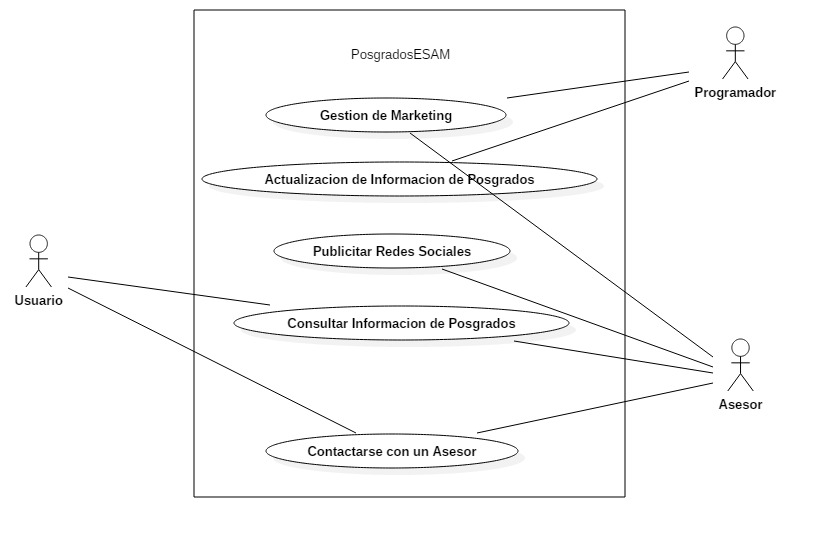 PosgradosESAM
Programador
Gestion de Marketing
Actualizacion de Informacion de Posgrados
Publicitar Redes Sociales
Usuario
Consultar Informacion de Posgrados
Asesor
Contactarse con un Asesor